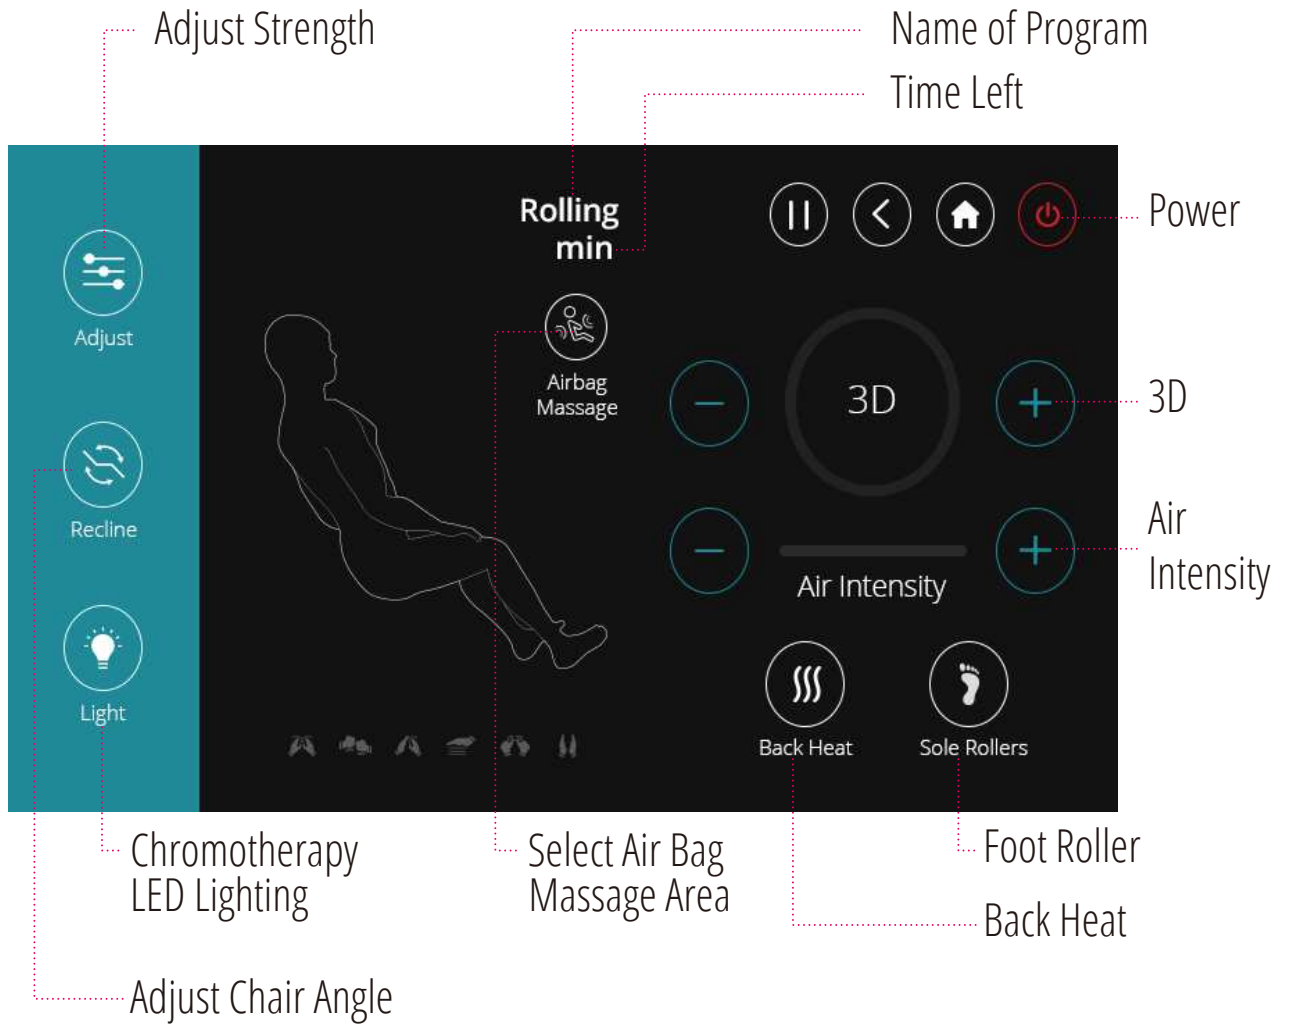 Adjust Strength
Name of Program
Time Left
Rolling
min
Power
Adjust
Airbag
Massage
3D
3D
Recline
Air
Intensity
Air Intensity
Light
Back Heat
Sole Rollers
Chromotherapy
LED Lighting
Select Air Bag
Massage Area
Foot Roller
Back Heat
Adjust Chair Angle